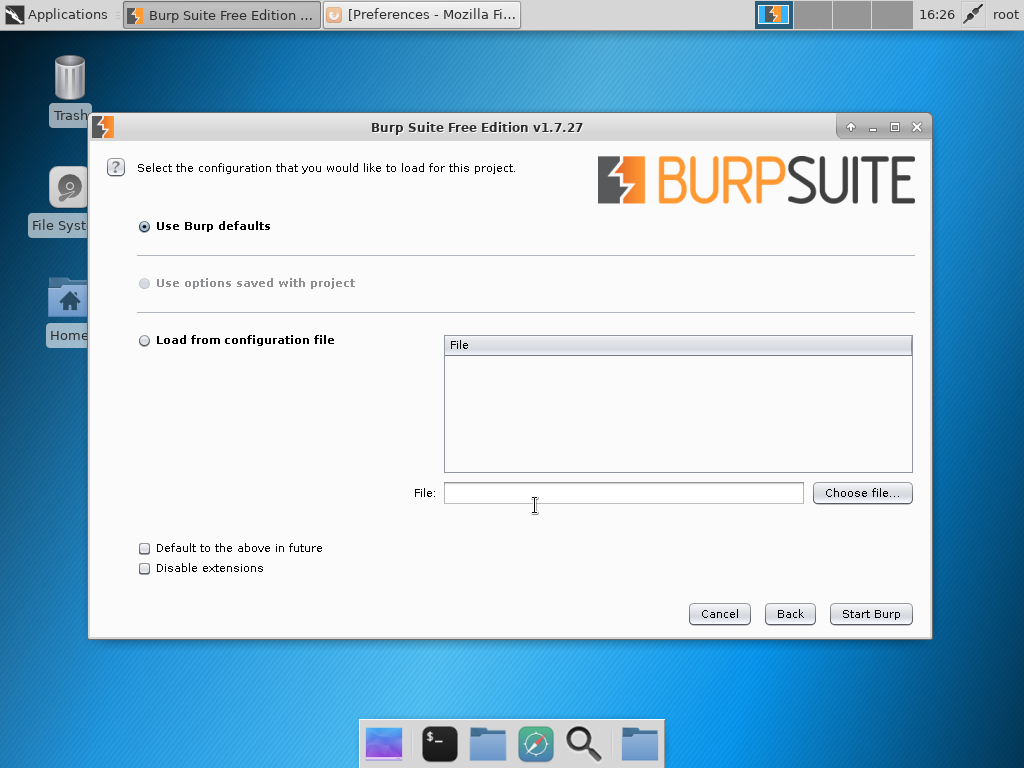 Applications
Burp Suite Free Edition ...
[Preferences - Mozilla Fi...
16:26
root
Trash
File Syst
Home
Burp Suite Free Edition v1.7.27
?
Select the configuration that you would like to load for this project.
BURPSUITE
Use Burp defaults
Use options saved with project
Load from configuration file
File
File:
Choose file...
Default to the above in future
Disable extensions
Cancel
Back
Start Burp
$_